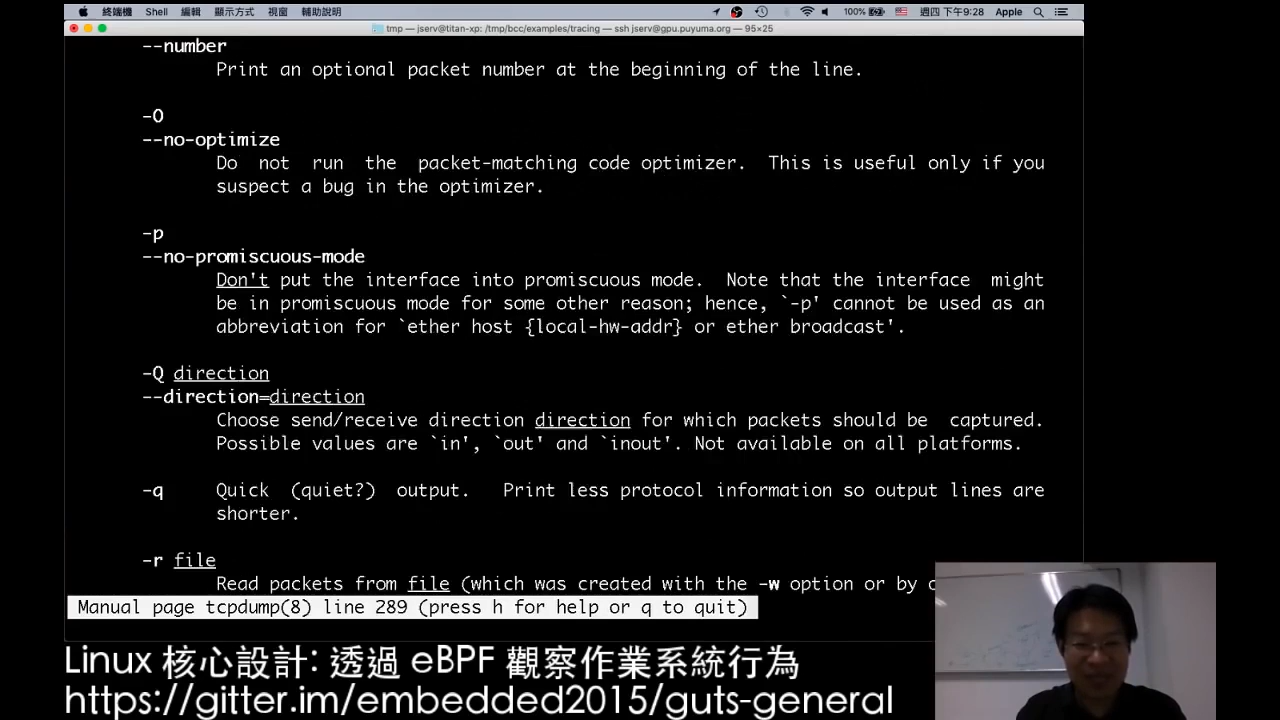 終端機 Shell 編輯 顯示方式 視窗 輔助說明 100% 週四 下午9:28 Apple
tmp — jserv@titan-xp: /tmp/bcc/examples/tracing — ssh jserv@gpu.puyuma.org — 95×25
--number
Print an optional packet number at the beginning of the line.
-O
--no-optimize
Do not run the packet-matching code optimizer. This is useful only if you
suspect a bug in the optimizer.
-p
--no-promiscuous-mode
Don't put the interface into promiscuous mode. Note that the interface might
be in promiscuous mode for some other reason; hence, `-p' cannot be used as an
abbreviation for `ether host {local-hw-addr} or ether broadcast'.
-Q direction
--direction=direction
Choose send/receive direction direction for which packets should be captured.
Possible values are `in', `out' and `inout'. Not available on all platforms.
-q Quick (quiet?) output. Print less protocol information so output lines are
shorter.
-r file
Read packets from file (which was created with the -w option or by
Manual page tcpdump(8) line 289 (press h for help or q to quit)
Linux 核心設計: 透過 eBPF 觀察作業系統行為
https://gitter.im/embedded2015/guts-general